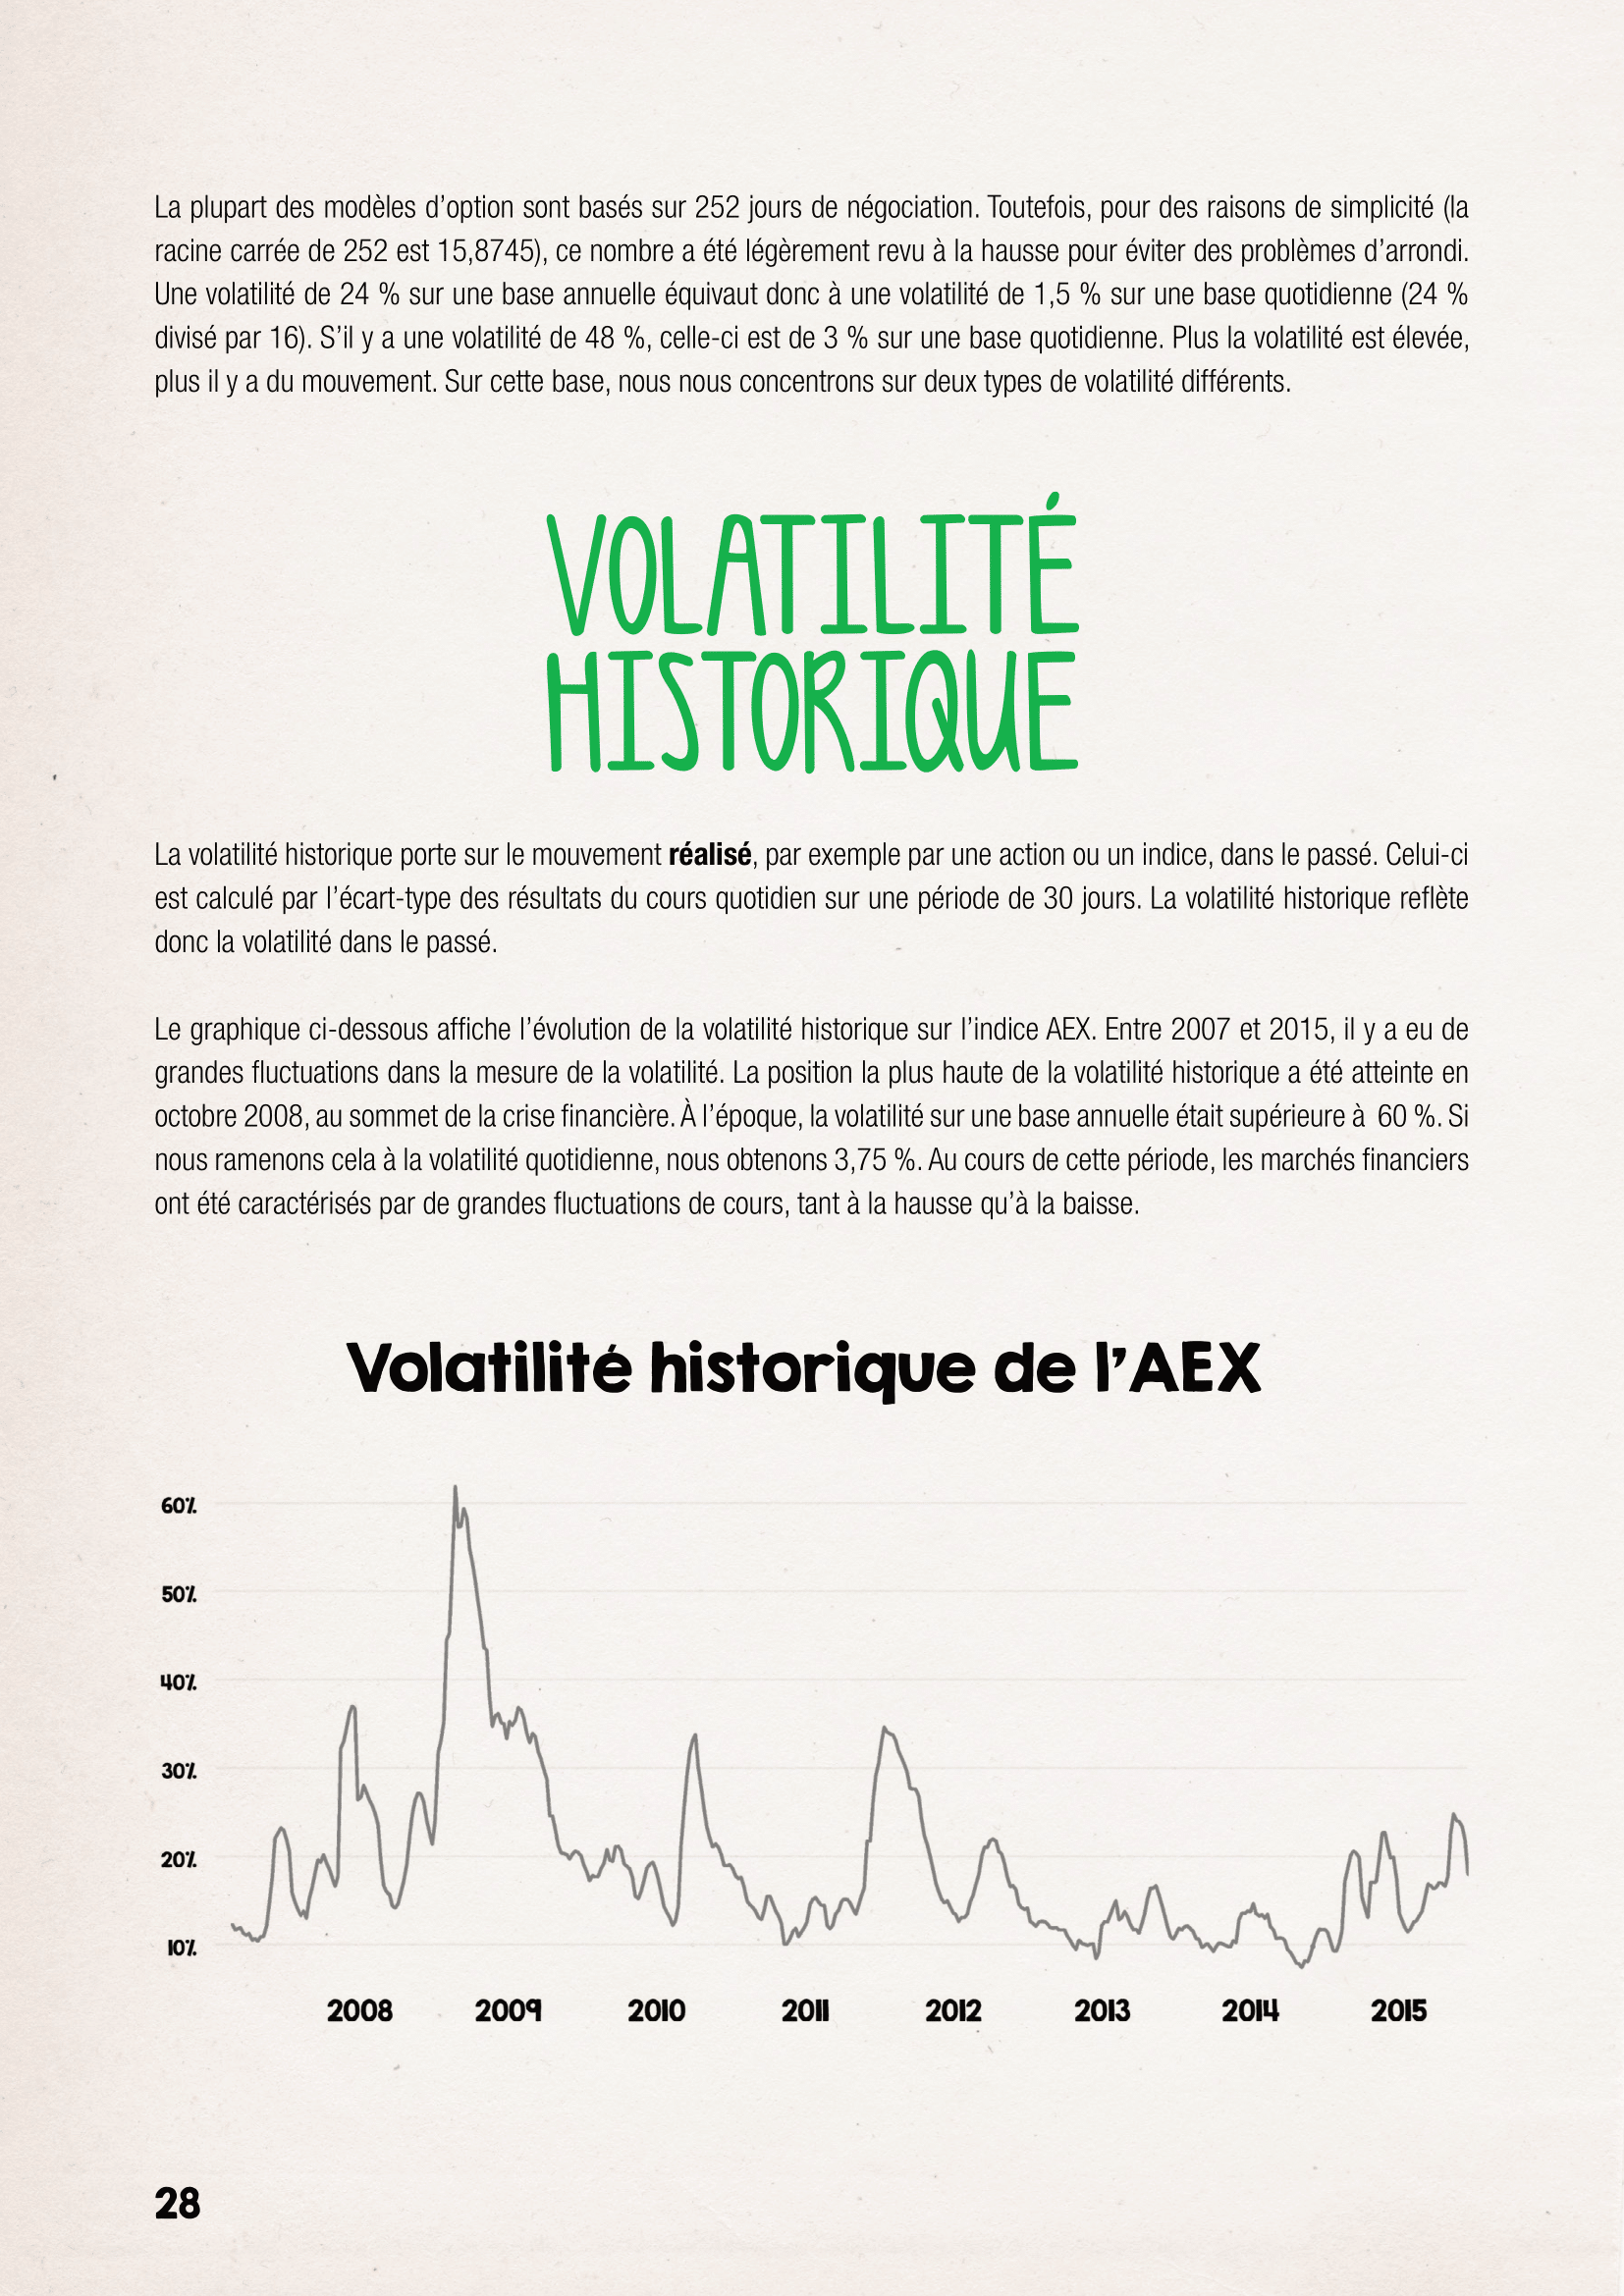 La plupart des modèles d’option sont basés sur 252 jours de négociation. Toutefois, pour des raisons de simplicité (la
racine carrée de 252 est 15,8745), ce nombre a été légèrement revu à la hausse pour éviter des problèmes d’arrondi.
Une volatilité de 24 % sur une base annuelle équivaut donc à une volatilité de 1,5 % sur une base quotidienne (24 %
divisé par 16). S’il y a une volatilité de 48 %, celle-ci est de 3 % sur une base quotidienne. Plus la volatilité est élevée,
plus il y a du mouvement. Sur cette base, nous nous concentrons sur deux types de volatilité différents.
VOLATILITÉ
HISTORIQUE
La volatilité historique porte sur le mouvement réalisé, par exemple par une action ou un indice, dans le passé. Celui-ci
est calculé par l’écart-type des résultats du cours quotidien sur une période de 30 jours. La volatilité historique reflète
donc la volatilité dans le passé.
Le graphique ci-dessous affiche l’évolution de la volatilité historique sur l’indice AEX. Entre 2007 et 2015, il y a eu de
grandes fluctuations dans la mesure de la volatilité. La position la plus haute de la volatilité historique a été atteinte en
octobre 2008, au sommet de la crise financière. À l’époque, la volatilité sur une base annuelle était supérieure à 60 %. Si
nous ramenons cela à la volatilité quotidienne, nous obtenons 3,75 %. Au cours de cette période, les marchés financiers
ont été caractérisés par de grandes fluctuations de cours, tant à la hausse qu’à la baisse.
Volatilité historique de l’AEX
60%
50%
40%
30%
20%
10%
2008 2009 2010 2011 2012 2013 2014 2015
28